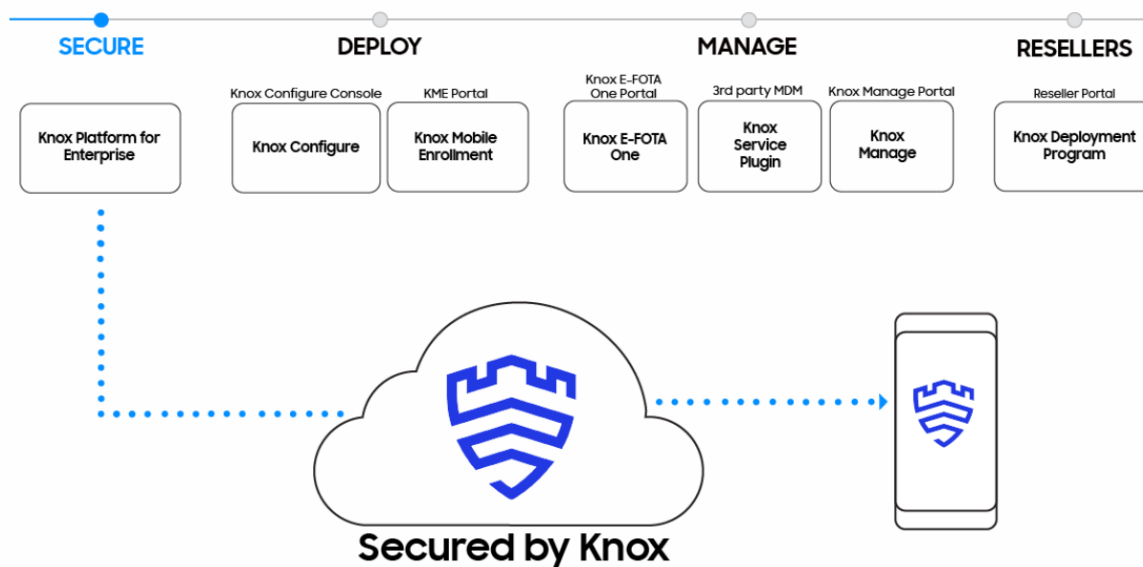 SECURE
DEPLOY
MANAGE
RESELLERS
Knox Configure Console
KME Portal
Knox E-FOTA
One Portal
3rd party MDM
Knox Manage Portal
Reseller Portal
Knox Platform for
Enterprise
Knox Configure
Knox Mobile
Enrollment
Knox E-FOTA
One
Knox
Service
Plugin
Knox
Manage
Knox Deployment
Program
Secured by Knox